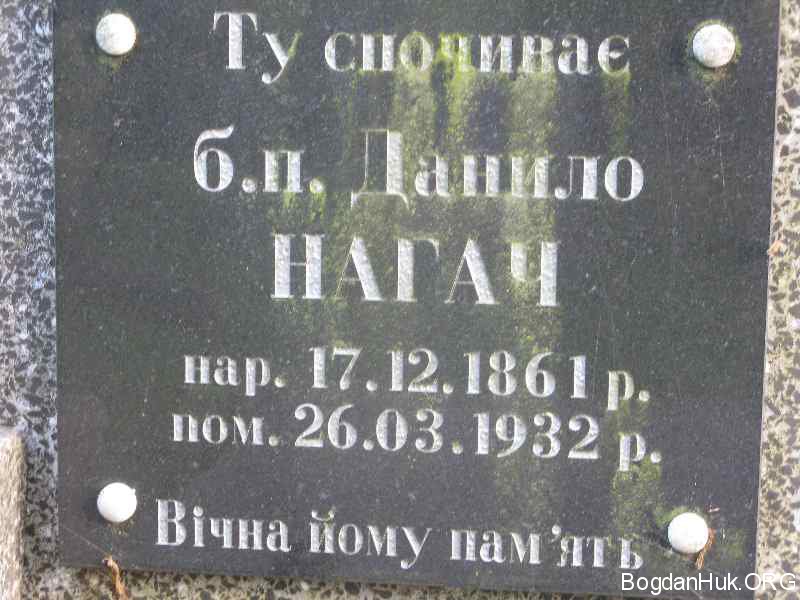 Ту спочиває
б.п. Данило
НАГАЧ
нар. 17.12.1861 р.
пом. 26.03.1932 р.
Вічна йому пам'ять
BogdanHuk.ORG